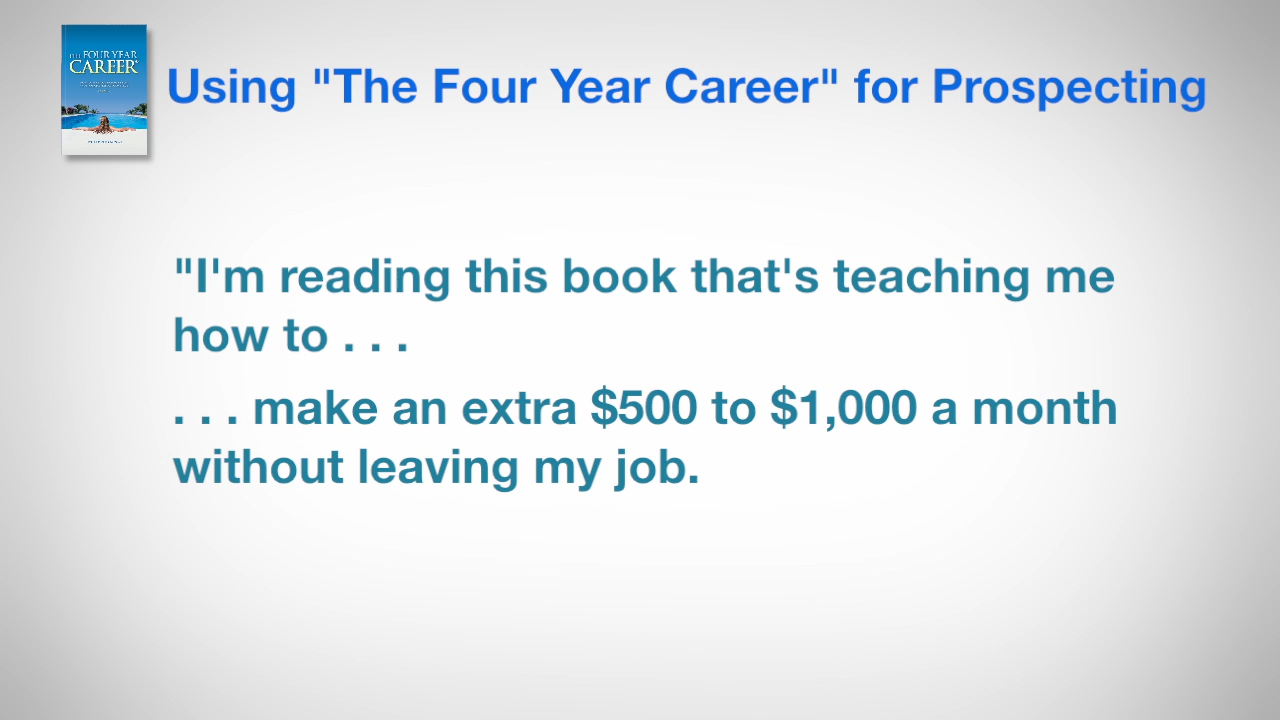 THE FOUR YEAR
CAREER
Using "The Four Year Career" for Prospecting
"I'm reading this book that's teaching me
how to . . .
. . . make an extra $500 to $1,000 a month
without leaving my job.